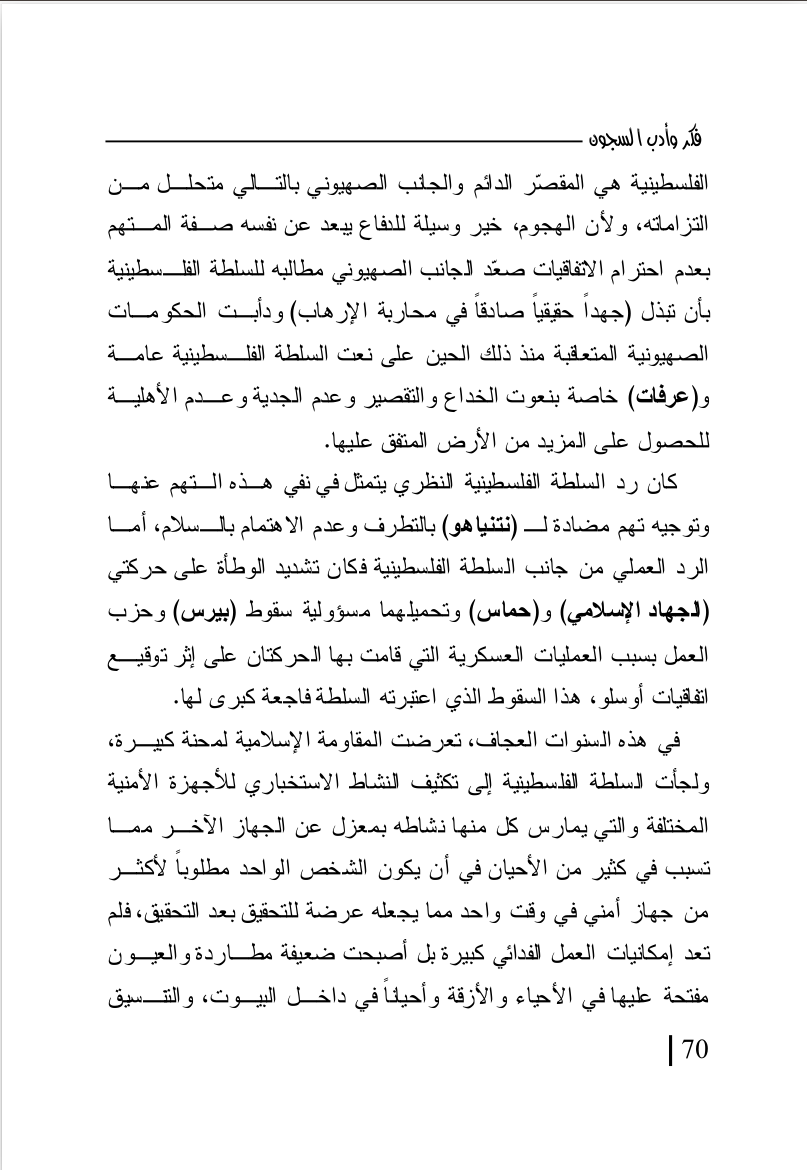 فكر وأدب السجون
الفلسطينية هي المقصّر الدائم والجانب الصهيوني بالتالي متحلل من
التزاماته، ولأن الهجوم، خير وسيلة للدفاع يبعد عن نفسه صفة المتهم
بعدم احترام الاتفاقيات صعّد الجانب الصهيوني مطالبه للسلطة الفلسطينية
بأن تبذل (جهداً حقيقياً صادقاً في محاربة الإرهاب) ودأبت الحكومات
الصهيونية المتعاقبة منذ ذلك الحين على نعت السلطة الفلسطينية عامة
و(عرفات) خاصة بنعوت الخداع والتقصير وعدم الجدية وعدم الأهلية
للحصول على المزيد من الأرض المتفق عليها.
كان رد السلطة الفلسطينية النظري يتمثل في نفي هذه التهم عنها
وتوجيه تهم مضادة لـ (نتنياهو) بالتطرف وعدم الاهتمام بالسلام، أما
الرد العملي من جانب السلطة الفلسطينية فكان تشديد الوطأة على حركتي
(الجهاد الإسلامي) و(حماس) وتحميلهما مسؤولية سقوط (بيرس) وحزب
العمل بسبب العمليات العسكرية التي قامت بها الحركتان على إثر توقيع
اتفاقيات أوسلو، هذا السقوط الذي اعتبرته السلطة فاجعة كبرى لها.
في هذه السنوات العجاف، تعرضت المقاومة الإسلامية لمحنة كبيرة،
ولجأت السلطة الفلسطينية إلى تكثيف النشاط الاستخباري للأجهزة الأمنية
المختلفة والتي يمارس كل منها نشاطه بمعزل عن الجهاز الآخر مما
تسبب في كثير من الأحيان في أن يكون الشخص الواحد مطلوباً لأكثر
من جهاز أمني في وقت واحد مما يجعله عرضة للتحقيق بعد التحقيق، فلم
تعد إمكانيات العمل الفدائي كبيرة بل أصبحت ضعيفة مطاردة والعيون
مفتحة عليها في الأحياء والأزقة وأحياناً في داخل البيوت، والتنسيق
70